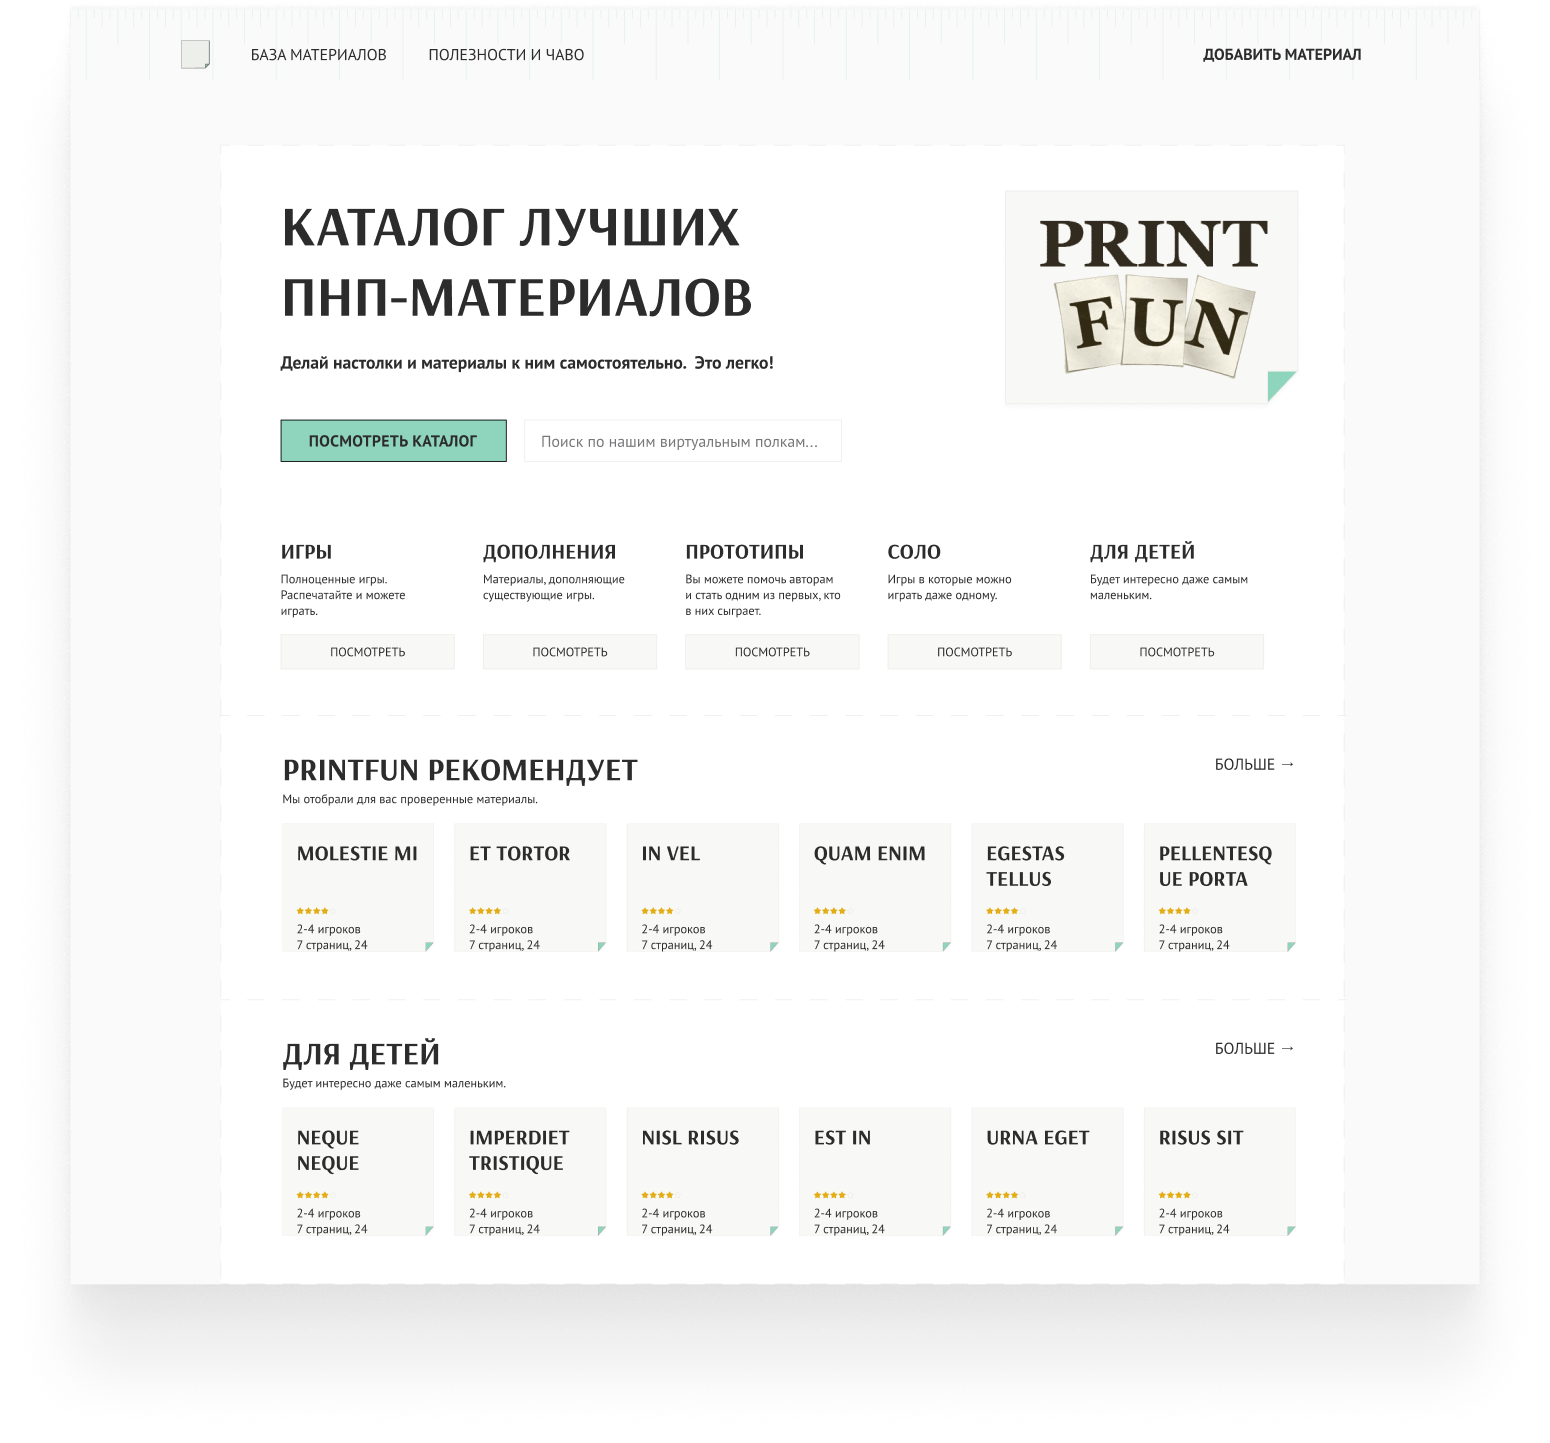 БАЗА МАТЕРИАЛОВ
ПОЛЕЗНОСТИ И ЧАВО
ДОБАВИТЬ МАТЕРИАЛ
КАТАЛОГ ЛУЧШИХ
ПНП-МАТЕРИАЛОВ
Делай настолки и материалы к ним самостоятельно. Это легко!
PRINT
FUN
ПОСМОТРЕТЬ КАТАЛОГ
Поиск по нашим виртуальным полкам...
ИГРЫ
Полноценные игры.
Распечатайте и можете
играть.
ПОСМОТРЕТЬ
ДОПОЛНЕНИЯ
Материалы, дополняющие
существующие игры.
ПОСМОТРЕТЬ
ПРОТОТИПЫ
Вы можете помочь авторам
и стать одним из первых, кто
в них сыграет.
ПОСМОТРЕТЬ
СОЛО
Игры в которые можно
играть даже одному.
ПОСМОТРЕТЬ
ДЛЯ ДЕТЕЙ
Будет интересно даже самым
маленьким.
ПОСМОТРЕТЬ
PRINTFUN РЕКОМЕНДУЕТ
Мы отобрали для вас проверенные материалы.
БОЛЬШЕ →
MOLESTIE MI
2-4 игроков
7 страниц, 24
ET TORTOR
2-4 игроков
7 страниц, 24
IN VEL
2-4 игроков
7 страниц, 24
QUAM ENIM
2-4 игроков
7 страниц, 24
EGESTAS
TELLUS
2-4 игроков
7 страниц, 24
PELLENTESQ
UE PORTA
2-4 игроков
7 страниц, 24
ДЛЯ ДЕТЕЙ
Будет интересно даже самым маленьким.
БОЛЬШЕ →
NEQUE
NEQUE
2-4 игроков
7 страниц, 24
IMPERDIET
TRISTIQUE
2-4 игроков
7 страниц, 24
NISL RISUS
2-4 игроков
7 страниц, 24
EST IN
2-4 игроков
7 страниц, 24
URNA EGET
2-4 игроков
7 страниц, 24
RISUS SIT
2-4 игроков
7 страниц, 24